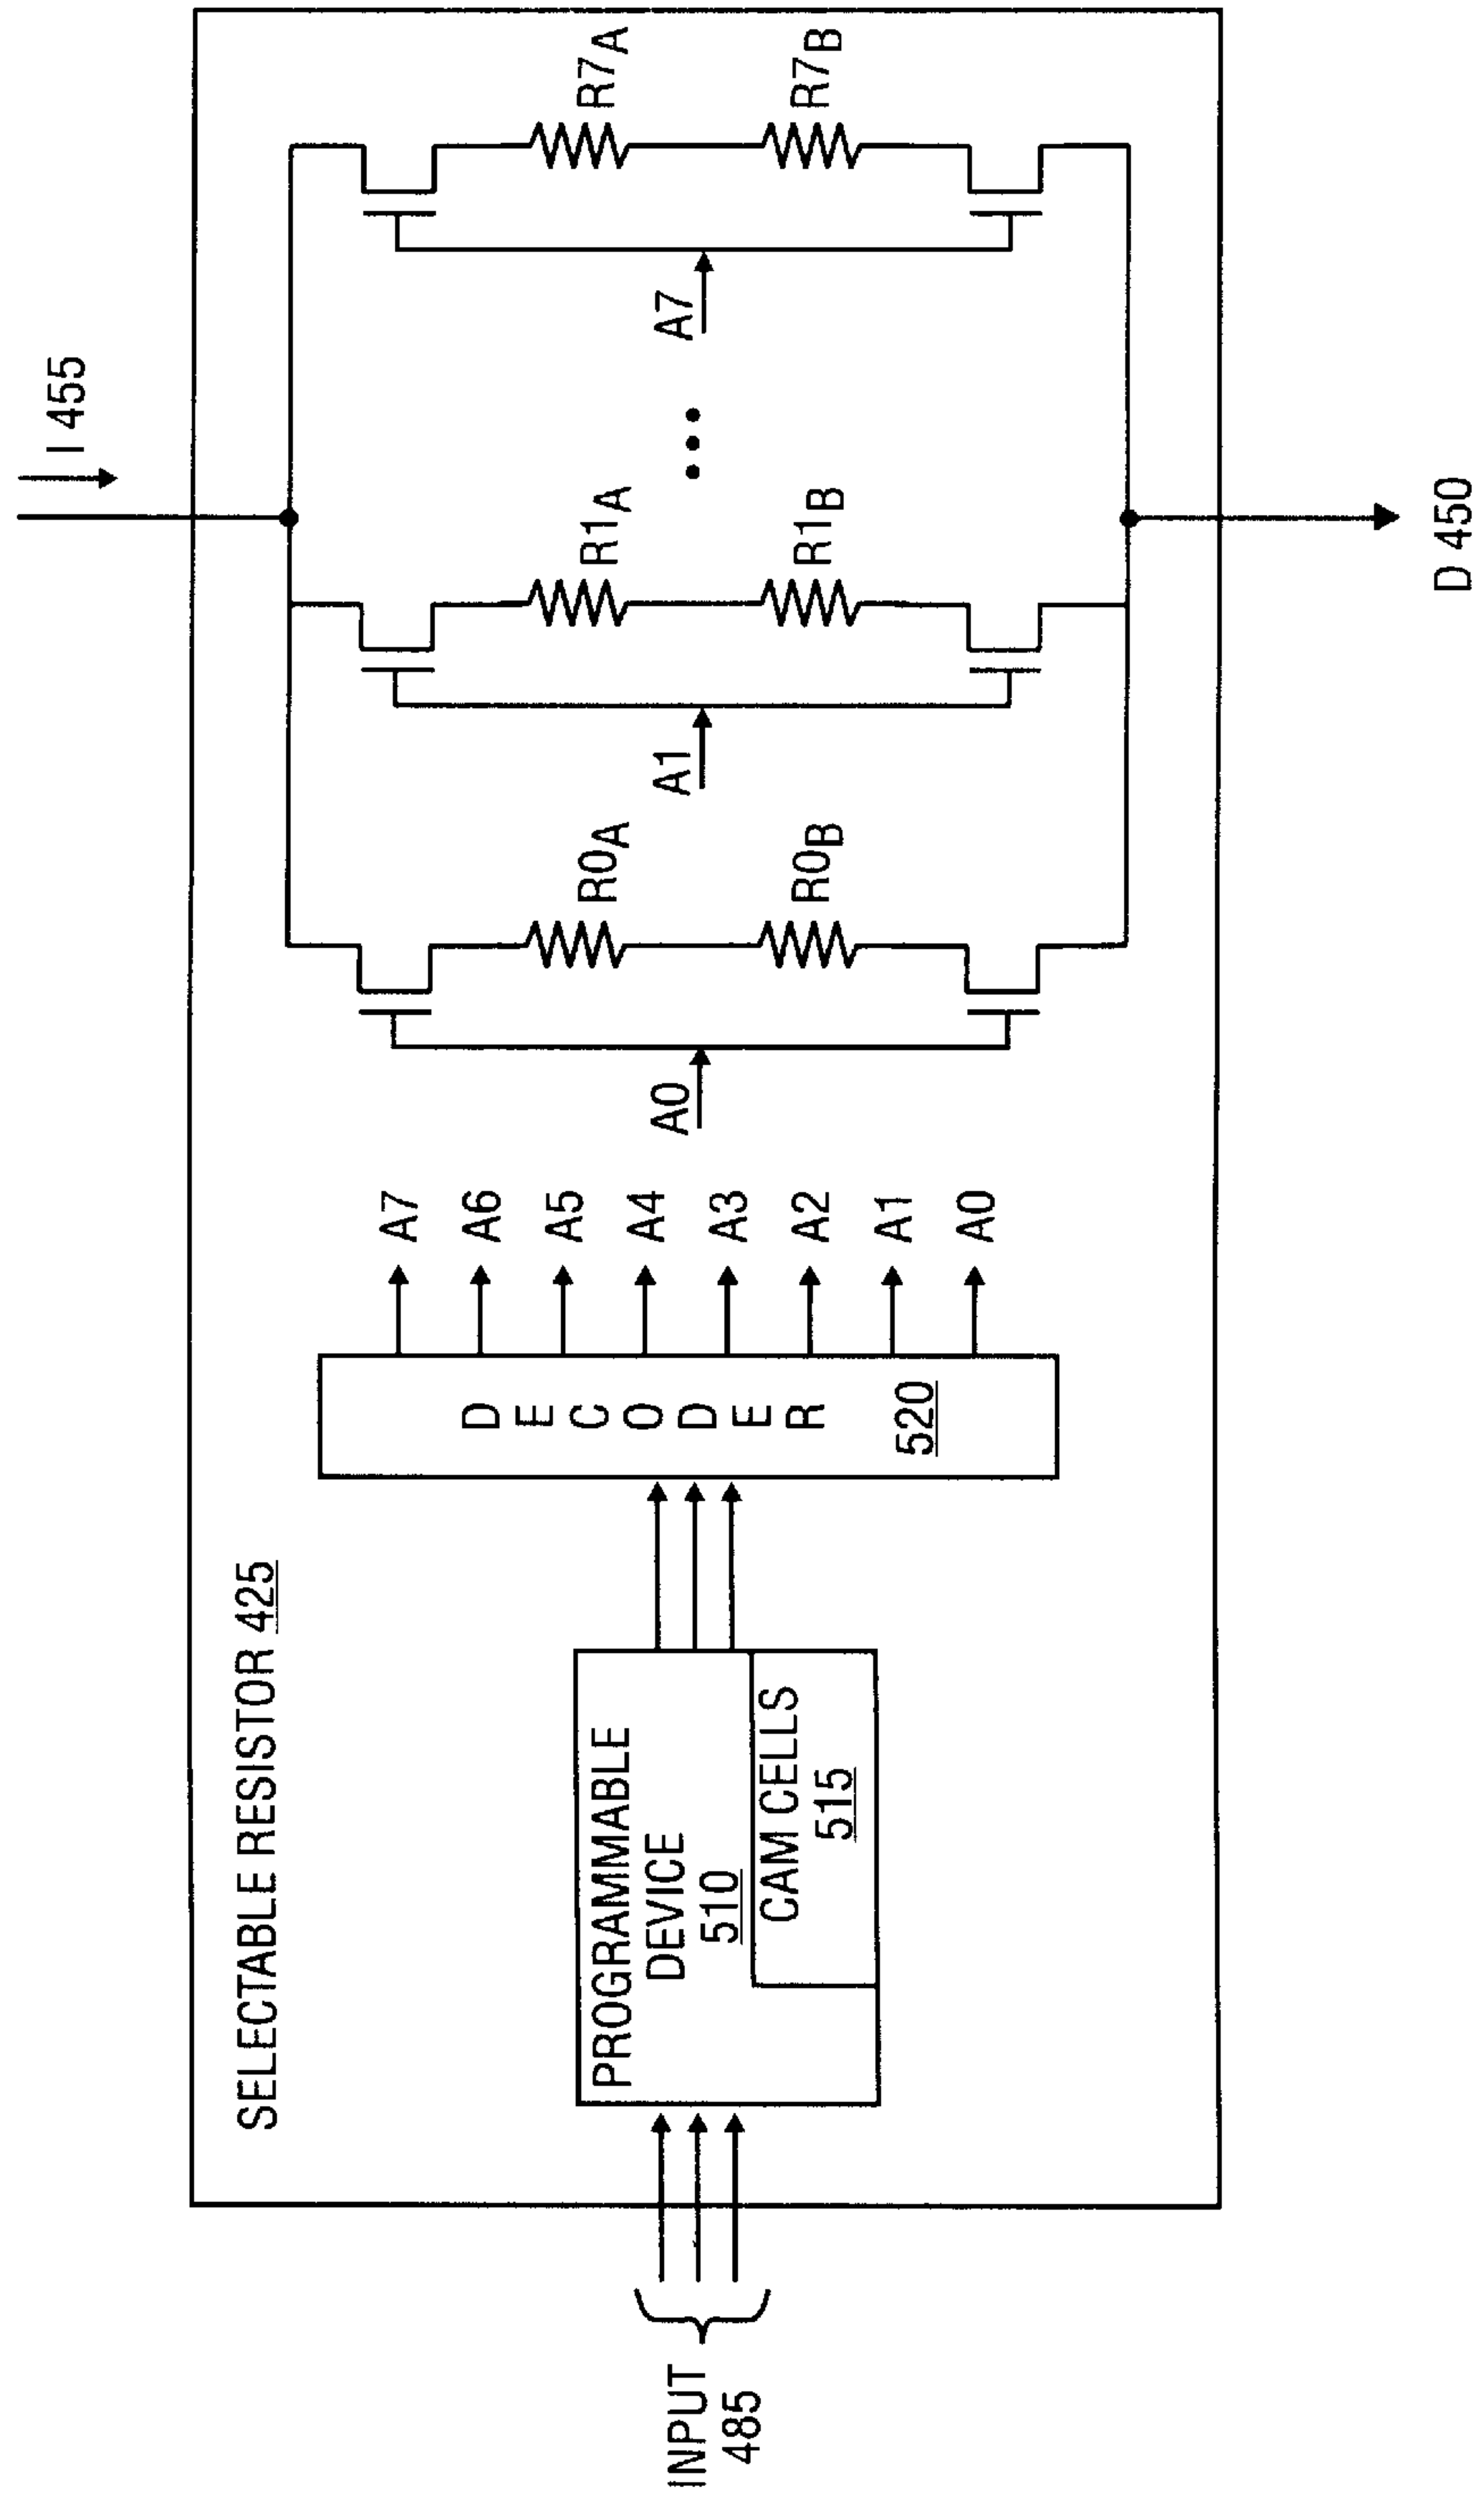 SELECTABLE RESISTOR 425
INPUT
485
PROGRAMMABLE
DEVICE
510
CAM CELLS
515
DECODER
520
A7
A6
A5
A4
A3
A2
A1
A0
I 455
A0
R0A
R0B
A1
R1A
R1B
A7
R7A
R7B
D 450